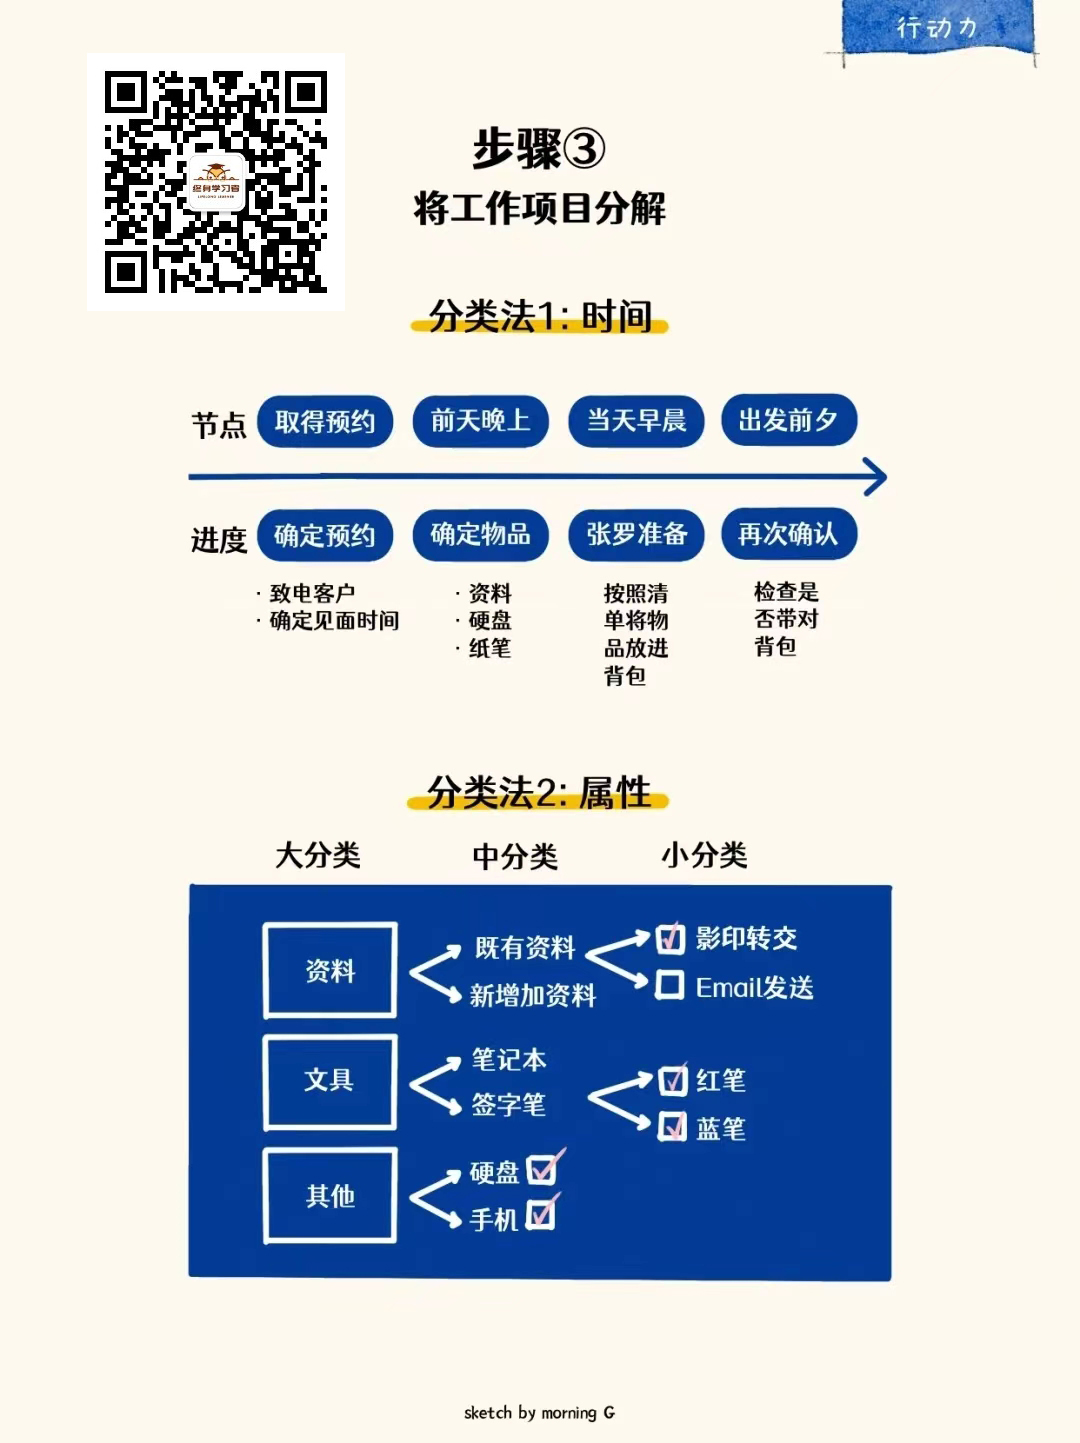 行动力
终身学习者
LIFELONG LEARNER
步骤③
将工作项目分解
分类法1: 时间
节点 取得预约 前天晚上 当天早晨 出发前夕
进度 确定预约 确定物品 张罗准备 再次确认
· 致电客户
· 确定见面时间
· 资料
· 硬盘
· 纸笔
按照清
单将物
品放进
背包
检查是
否带对
背包
分类法2: 属性
大分类 中分类 小分类
资料
既有资料
新增加资料
影印转交
Email发送
文具
笔记本
签字笔
红笔
蓝笔
其他
硬盘
手机
sketch by morning G